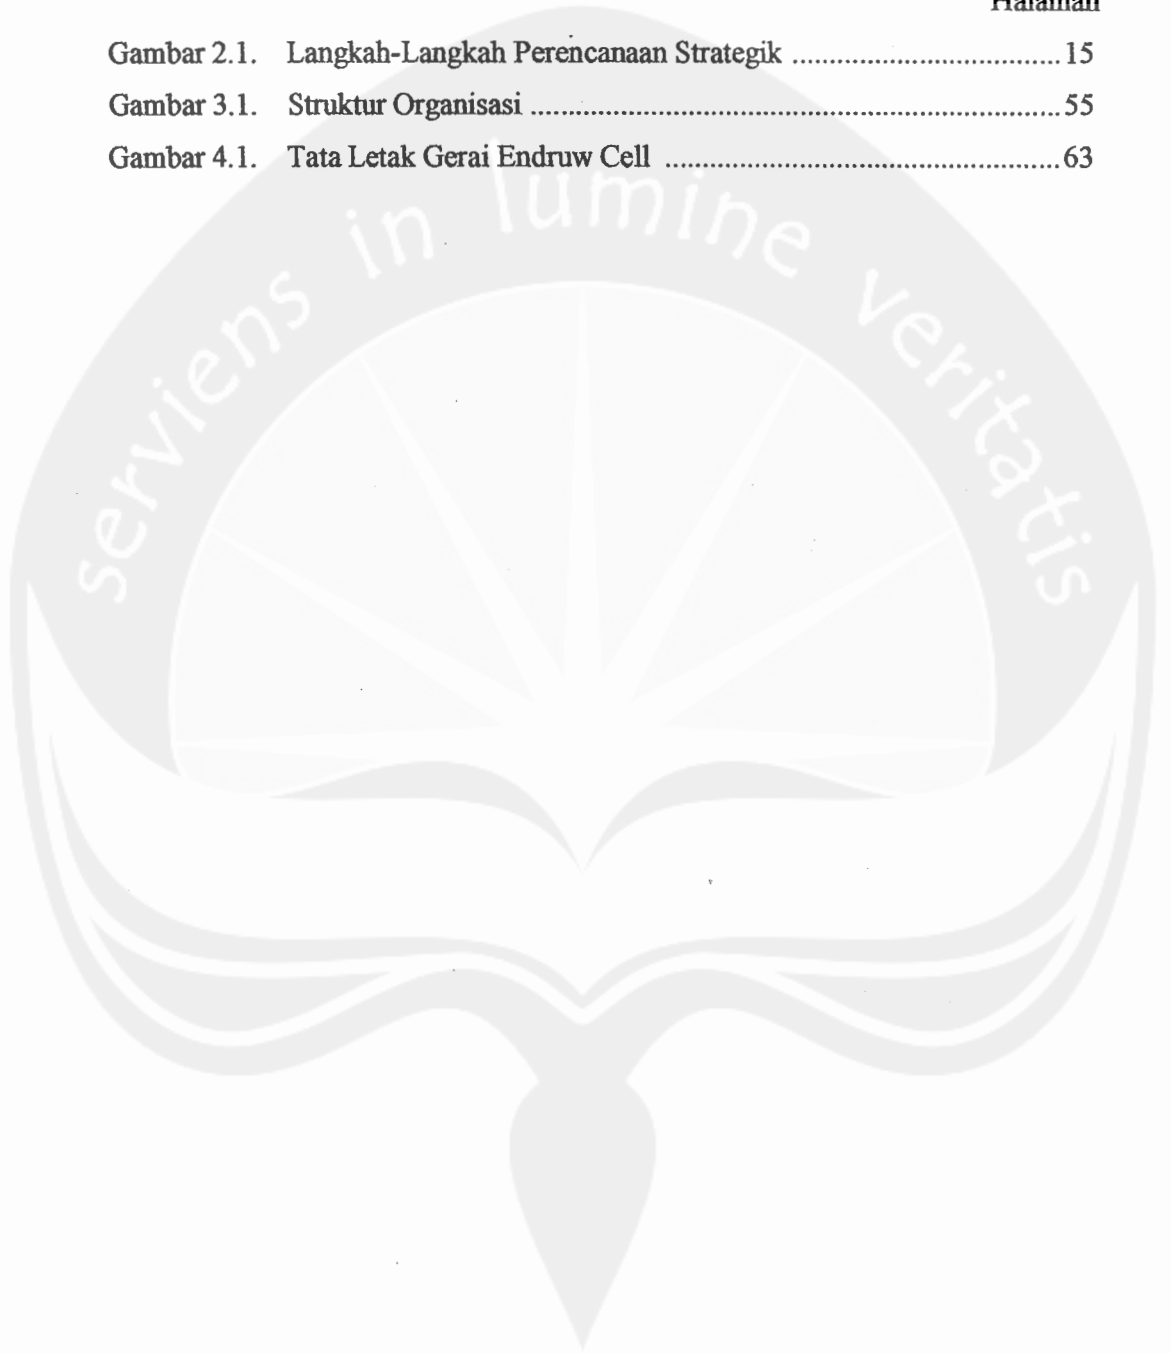 Halaman
Gambar 2.1. Langkah-Langkah Perencanaan Strategik .................................... 15
Gambar 3.1. Struktur Organisasi ........................................................................ 55
Gambar 4.1. Tata Letak Gerai Endruw Cell ..................................................... 63
serviens in lumine veritatis